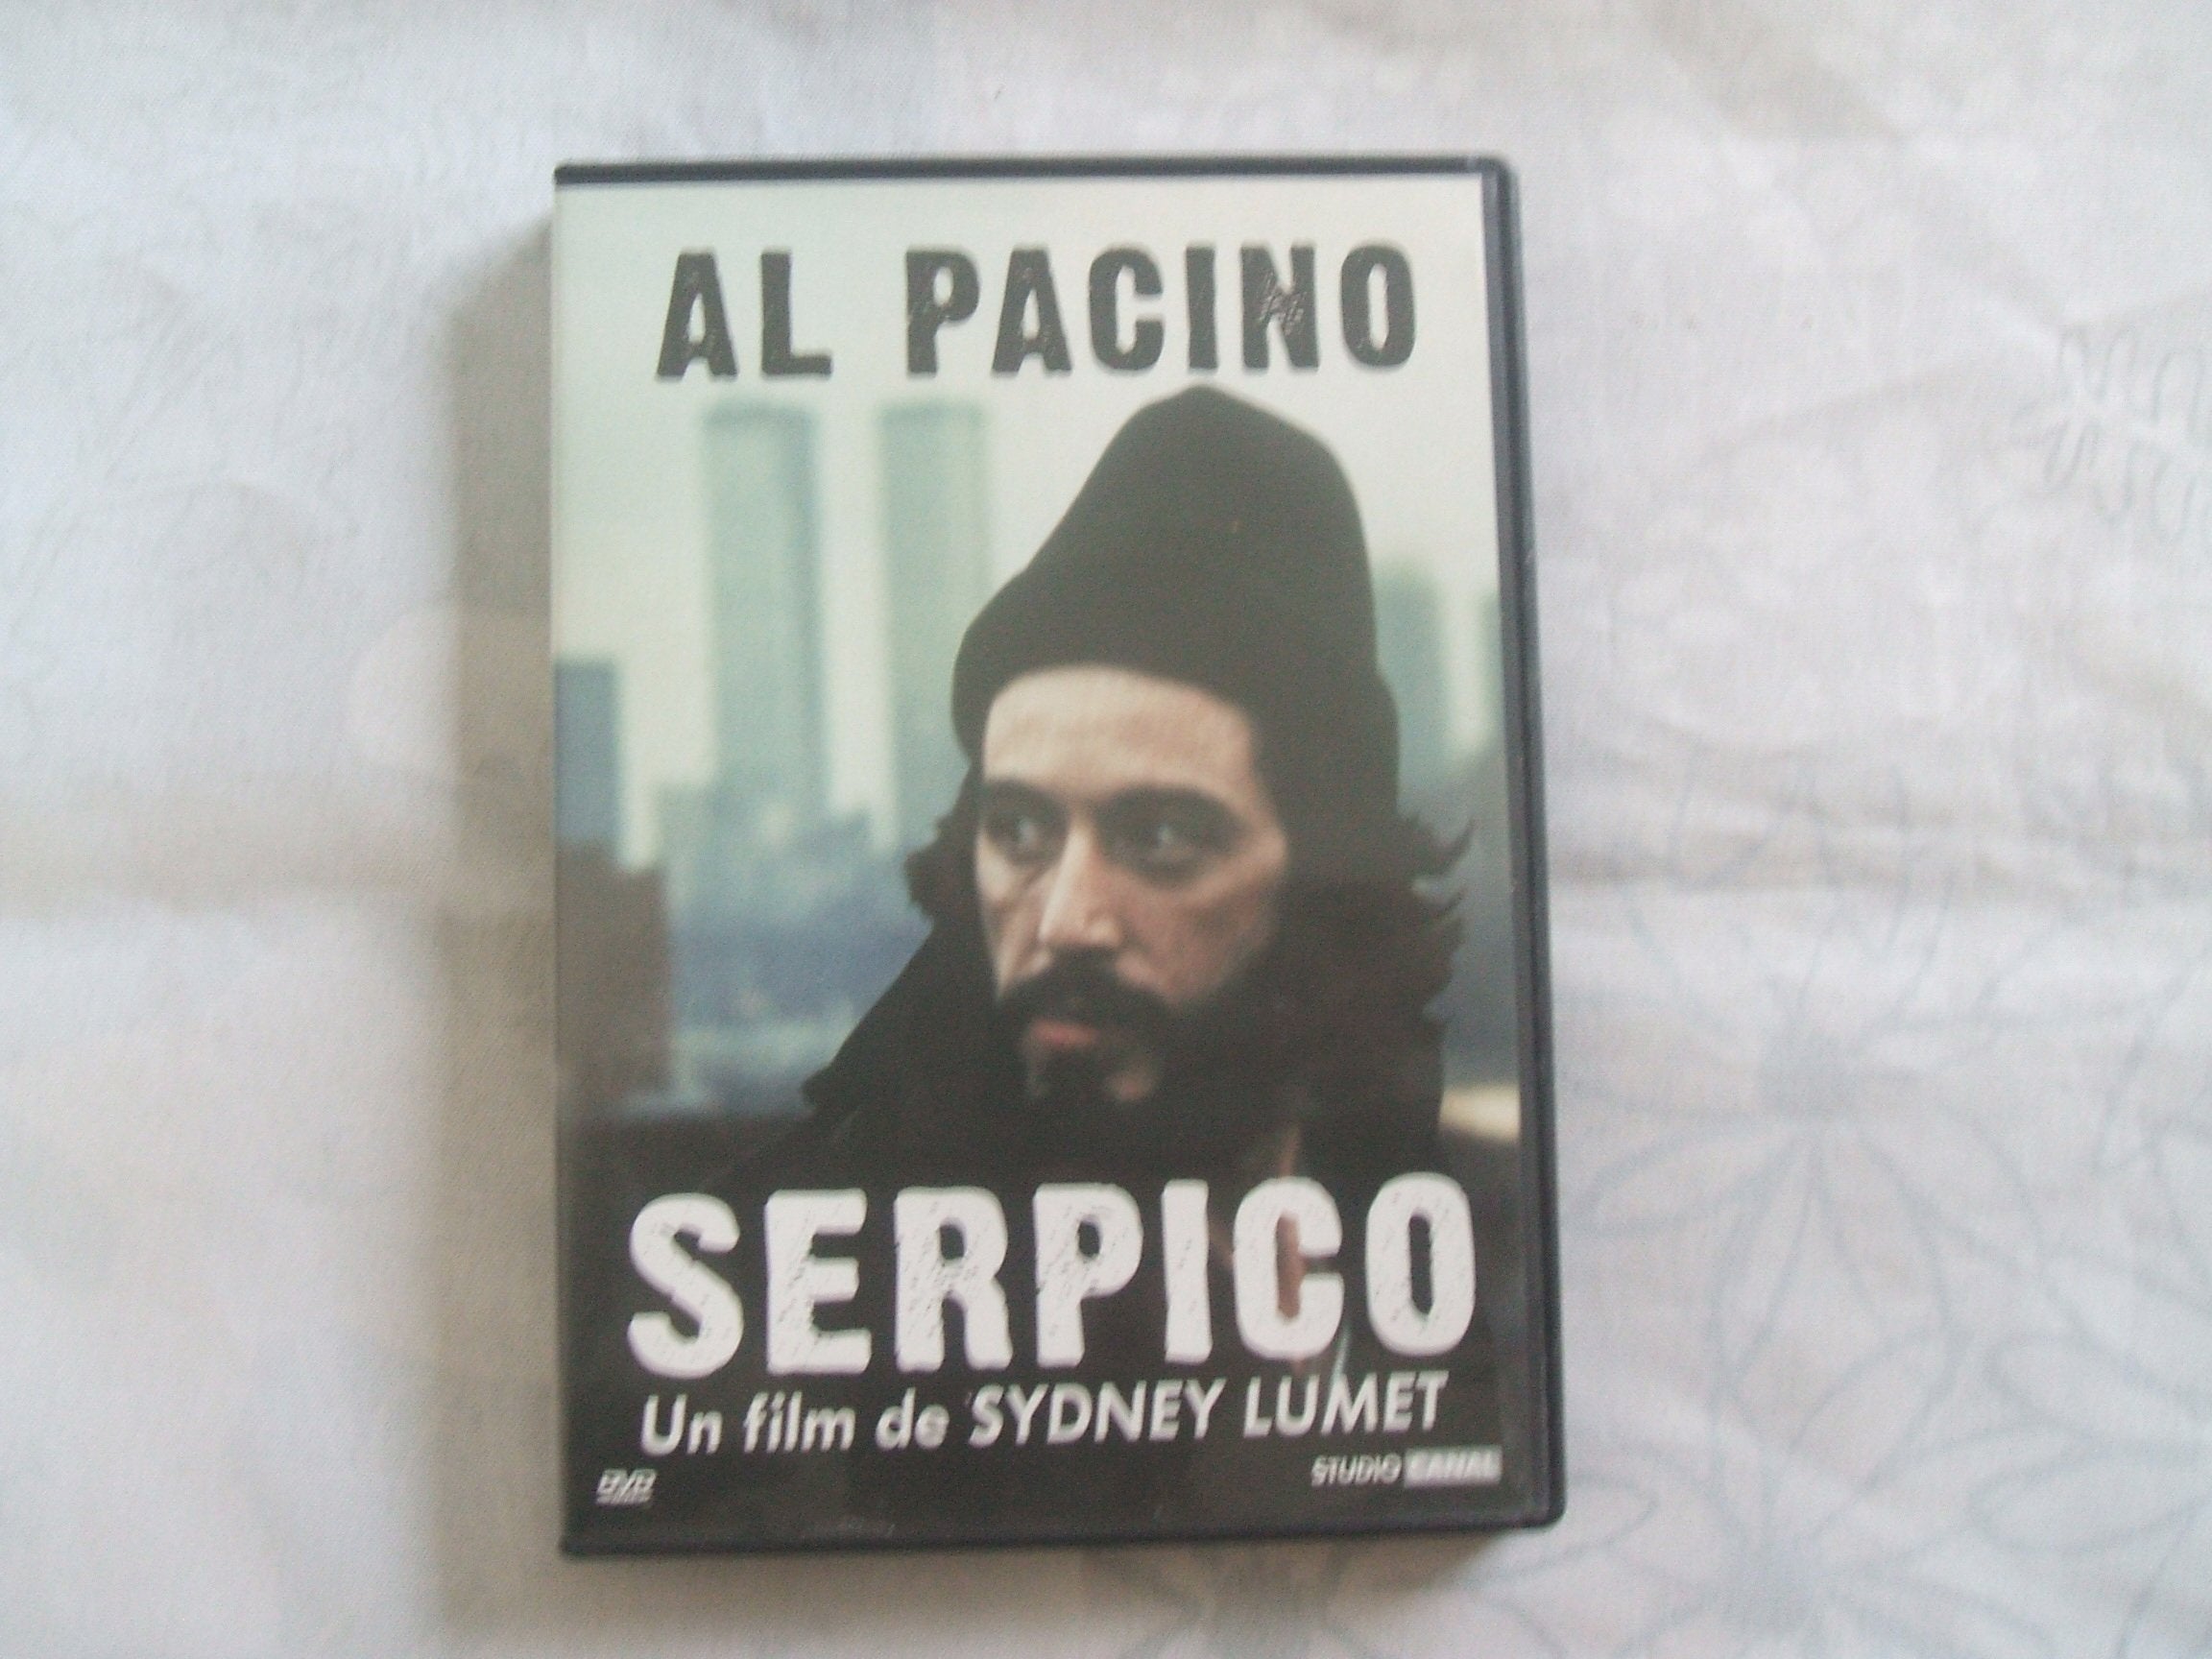 AL PACINO
SERPICO
Un film de SYDNEY LUMET
DVD
STUDIO CANAL